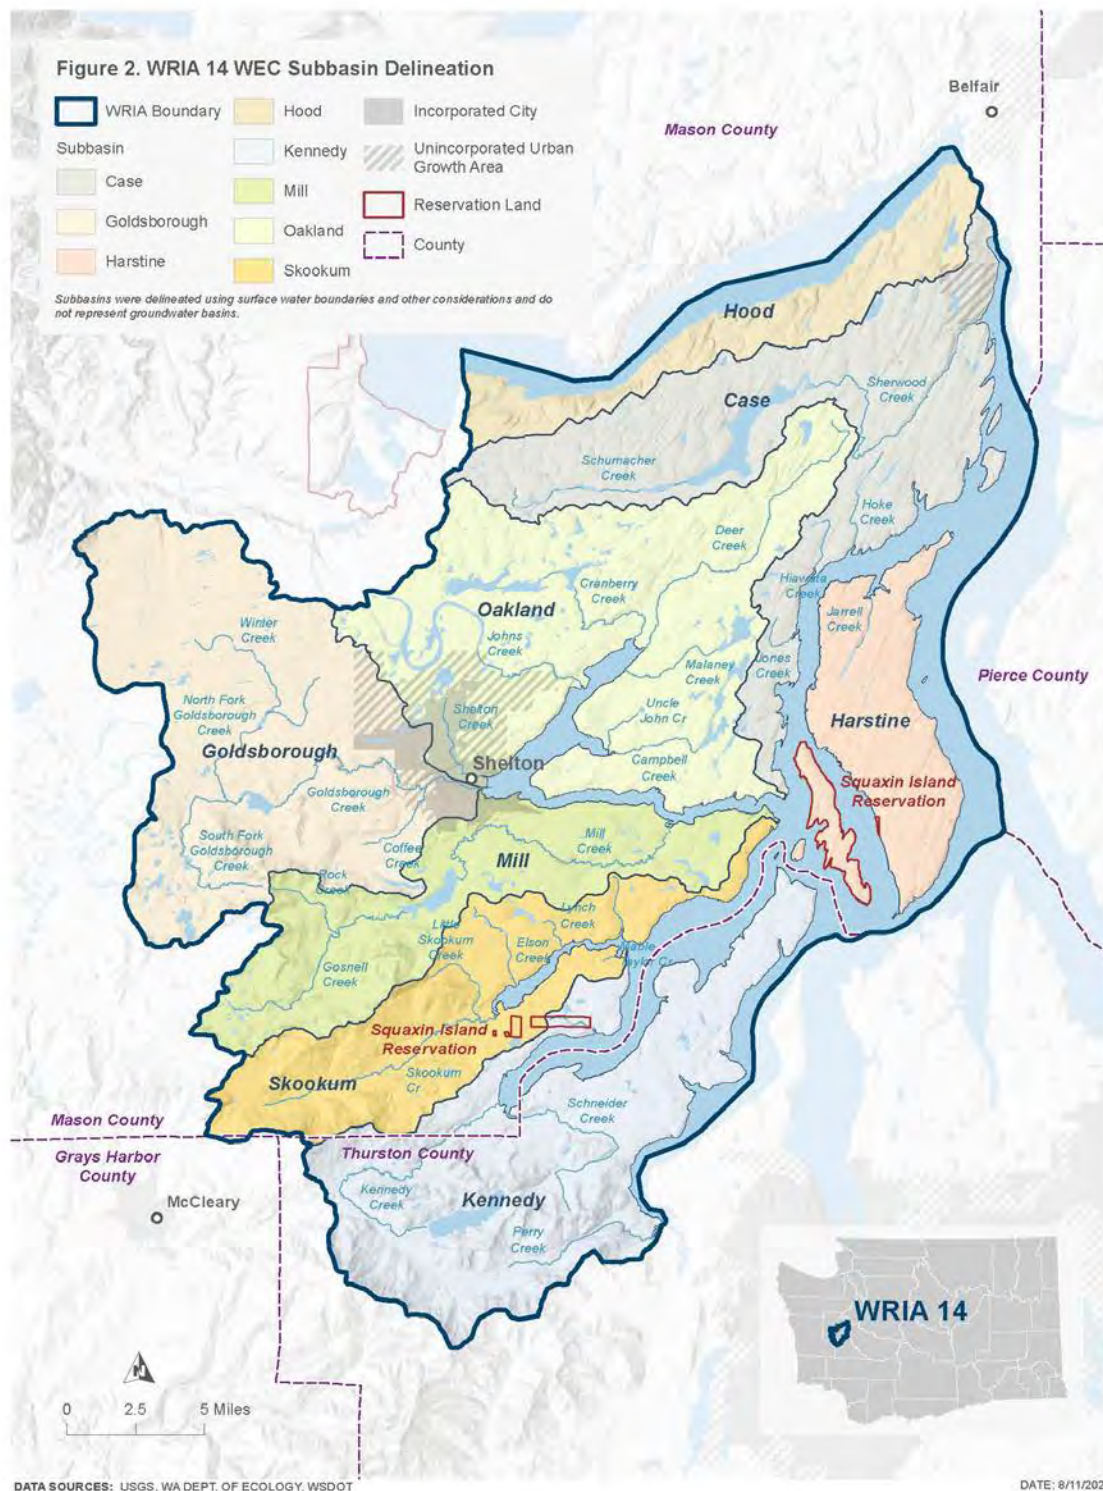 Figure 2. WRIA 14 WEC Subbasin Delineation
WRIA Boundary
Subbasin
Case
Goldsborough
Harstine
Hood
Kennedy
Mill
Oakland
Skookum
Incorporated City
Unincorporated Urban
Growth Area
Reservation Land
County
Subbasins were delineated using surface water boundaries and other considerations and do
not represent groundwater basins.
Belfair
Mason County
Hood
Case
Sherwood
Creek
Schumacher
Creek
Hoke
Creek
Deer
Creek
Cranberry
Creek
Hiawata
Creek
Oakland
Jarrell
Creek
Johns
Creek
Winter
Creek
Malaney
Creek
Jones
Creek
Pierce County
North Fork
Goldsborough
Creek
Uncle
John Cr
Shelton
Creek
Harstine
Goldsborough
Shelton
Campbell
Creek
Squaxin Island
Reservation
Goldsborough
Creek
South Fork
Goldsborough
Creek
Coffee
Creek
Mill
Creek
Mill
Rock
Creek
Lynch
Creek
Little
Skookum
Creek
Elson
Creek
Mable
Taylor Cr
Gosnell
Creek
Squaxin Island
Reservation
Skookum
Skookum
Cr
Schneider
Creek
Mason County
Grays Harbor
County
Thurston County
McCleary
Kennedy
Creek
Kennedy
Perry
Creek
WRIA 14
N
0 2.5 5 Miles
DATA SOURCES: USGS, WA DEPT. OF ECOLOGY, WSDOT
DATE: 8/11/202